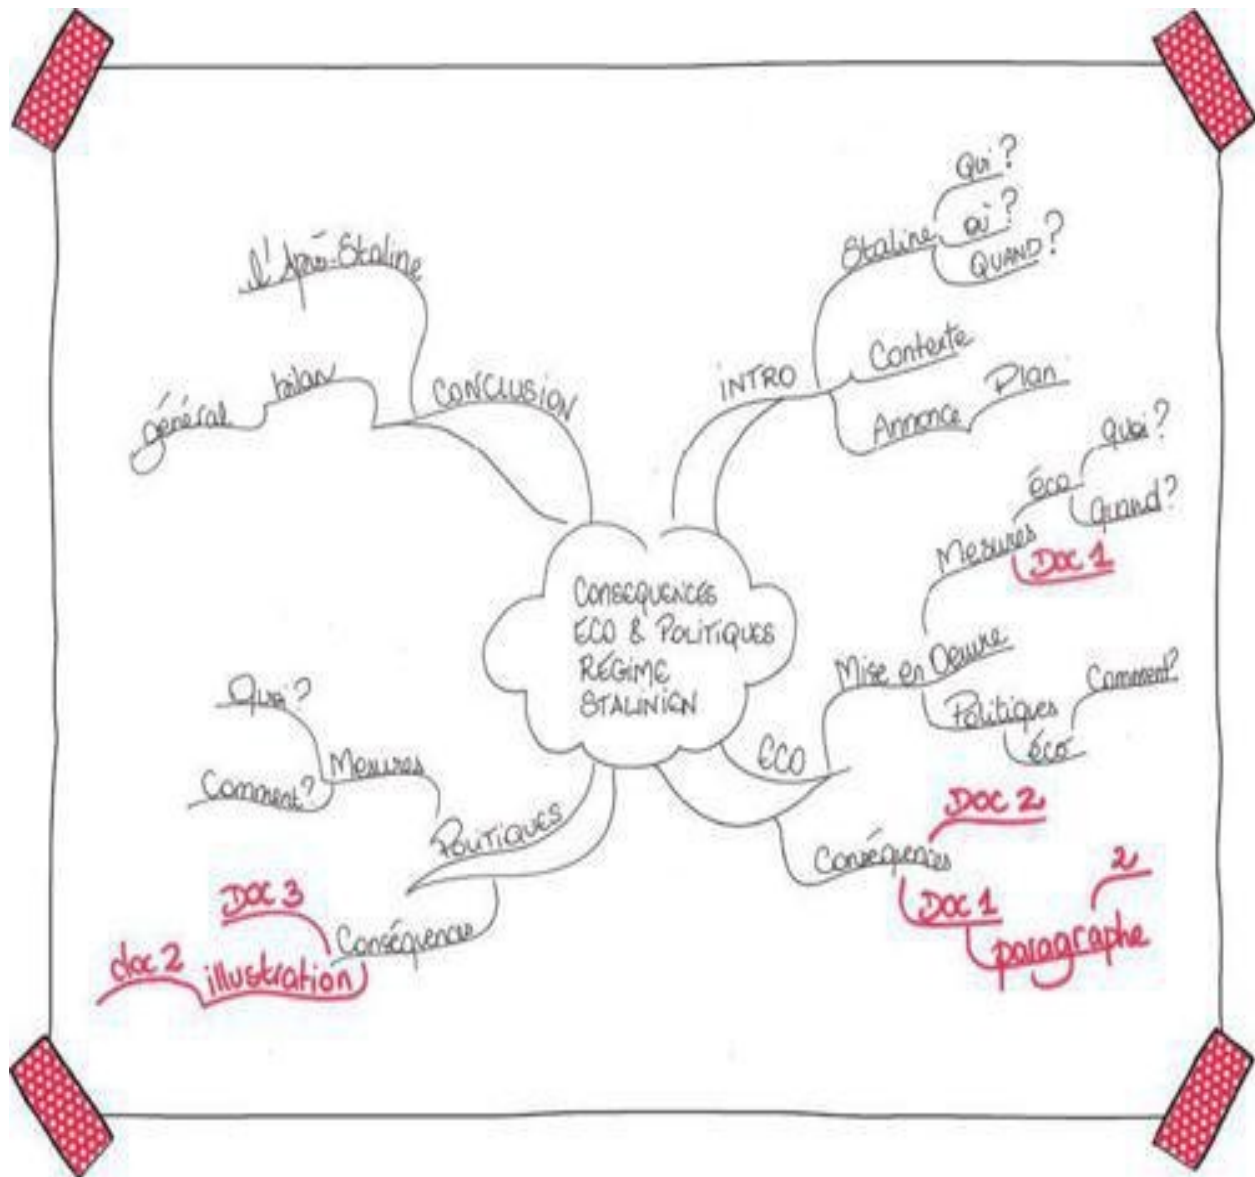 CONSEQUENCES
ECO & POLITIQUES
RÉGIME
STALINIEN
INTRO
Staline
Qui ?
où ?
QUAND ?
Contexte
Annonce
Plan
ECO
Mise en Oeuvre
Mesures
éco
quoi ?
quand ?
DOC 1
Politiques
éco
Comment ?
Conséquences
DOC 2
DOC 1
paragraphe
2
POLITIQUES
Mesures
Quoi ?
Comment ?
Conséquences
DOC 3
illustration
doc 2
CONCLUSION
l'Après-Staline
bilan
général